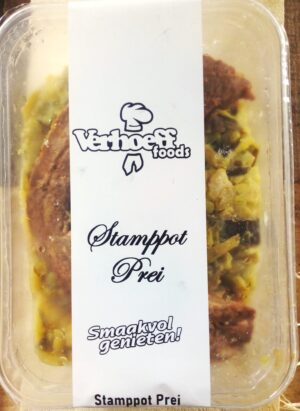 Verhoeff
foods
Stamppot
Prei
Smaakvol
genieten!
Stamppot Prei